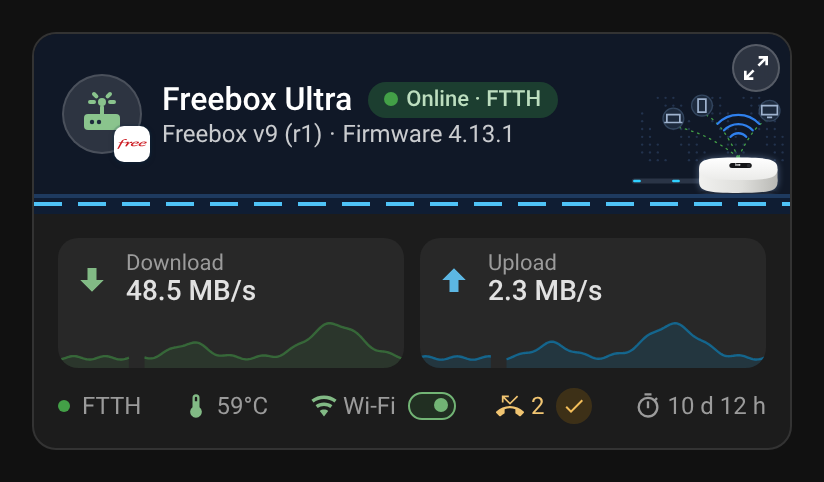 Freebox Ultra
Online · FTTH
free
Freebox v9 (r1) · Firmware 4.13.1
Download
48.5 MB/s
Upload
2.3 MB/s
FTTH
59°C
Wi-Fi
2
10 d 12 h